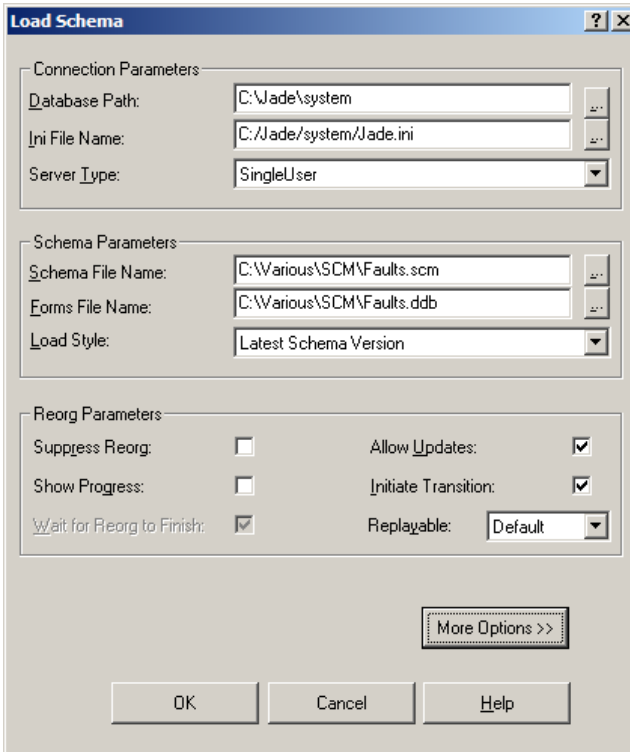 Load Schema
Connection Parameters
Database Path: C:\Jade\system ...
Ini File Name: C:/Jade/system/Jade.ini ...
Server Type: SingleUser
Schema Parameters
Schema File Name: C:\Various\SCM\Faults.scm ...
Forms File Name: C:\Various\SCM\Faults.ddb ...
Load Style: Latest Schema Version
Reorg Parameters
Suppress Reorg: Allow Updates:
Show Progress: Initiate Transition:
Wait for Reorg to Finish: Replayable: Default
More Options >>
OK Cancel Help